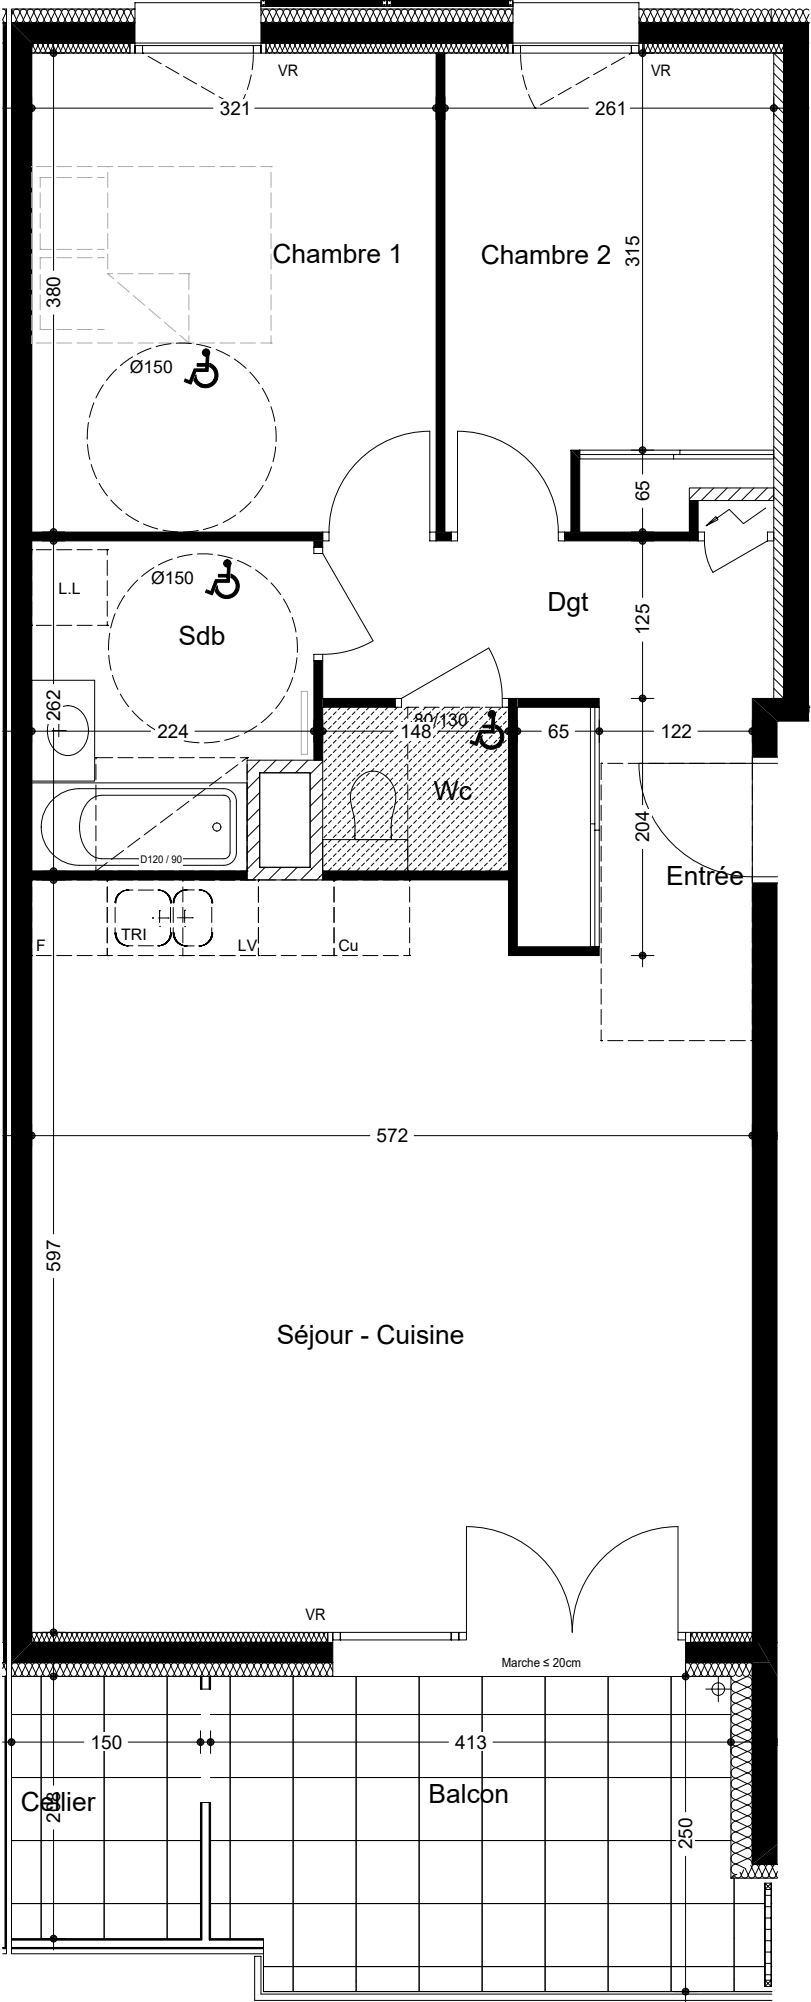 VR
VR
321
261
Chambre 1
Chambre 2
315
380
Ø150
65
L.L
Ø150
Sdb
Dgt
125
262
224
80/130
148
65
122
Wc
204
D120 / 90
Entrée
F
TRI
LV
Cu
572
597
Séjour - Cuisine
VR
Marche ≤ 20cm
150
413
Cellier
Balcon
250